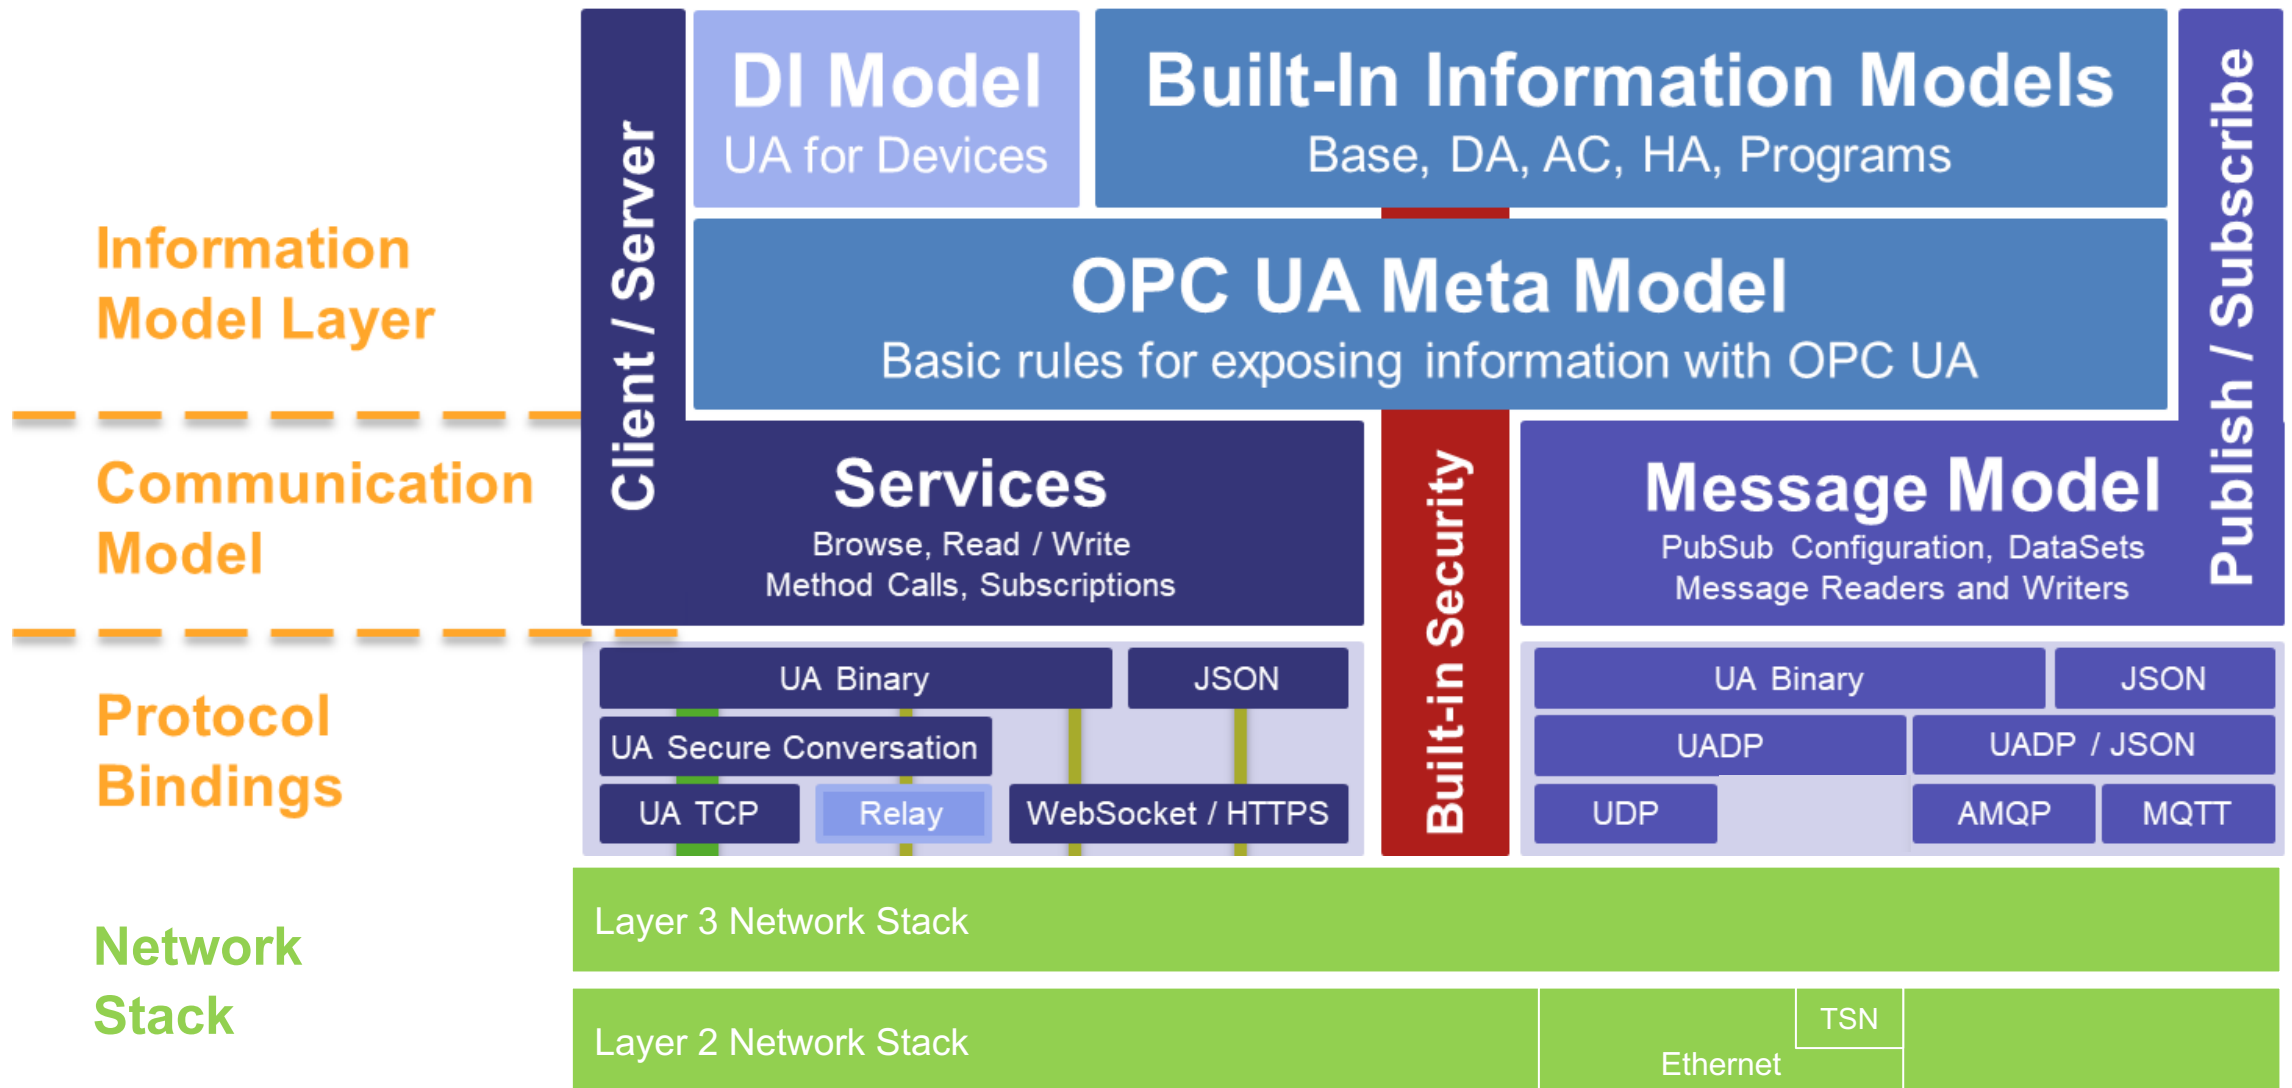 DI Model
UA for Devices
Built-In Information Models
Base, DA, AC, HA, Programs
Client / Server
Publish / Subscribe
Information
Model Layer
OPC UA Meta Model
Basic rules for exposing information with OPC UA
Communication
Model
Services
Browse, Read / Write
Method Calls, Subscriptions
Built-in Security
Message Model
PubSub Configuration, DataSets
Message Readers and Writers
Protocol
Bindings
UA Binary
JSON
UA Secure Conversation
UA TCP
Relay
WebSocket / HTTPS
UA Binary
JSON
UADP
UADP / JSON
UDP
AMQP
MQTT
Network
Stack
Layer 3 Network Stack
Layer 2 Network Stack
TSN
Ethernet